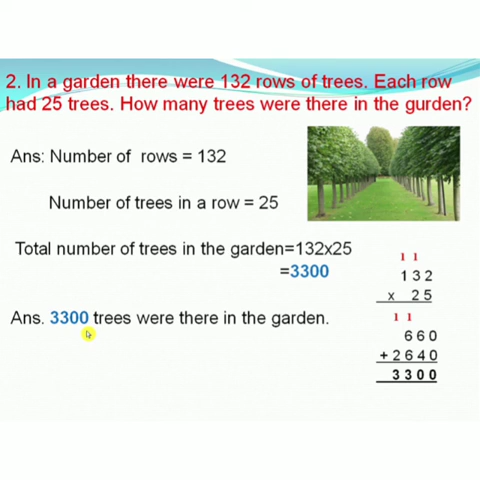 2. In a garden there were 132 rows of trees. Each row
had 25 trees. How many trees were there in the gurden?
Ans: Number of rows = 132
Number of trees in a row = 25
Total number of trees in the garden=132x25
=3300
Ans. 3300 trees were there in the garden.
1 1
1 3 2
x 2 5
1 1
6 6 0
+ 2 6 4 0
3 3 0 0